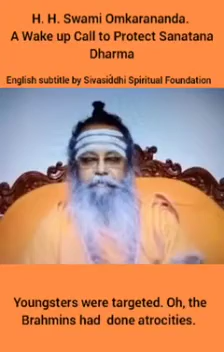 H. H. Swami Omkarananda.
A Wake up Call to Protect Sanatana
Dharma
English subtitle by Sivasiddhi Spiritual Foundation
Youngsters were targeted. Oh, the
Brahmins had done atrocities.